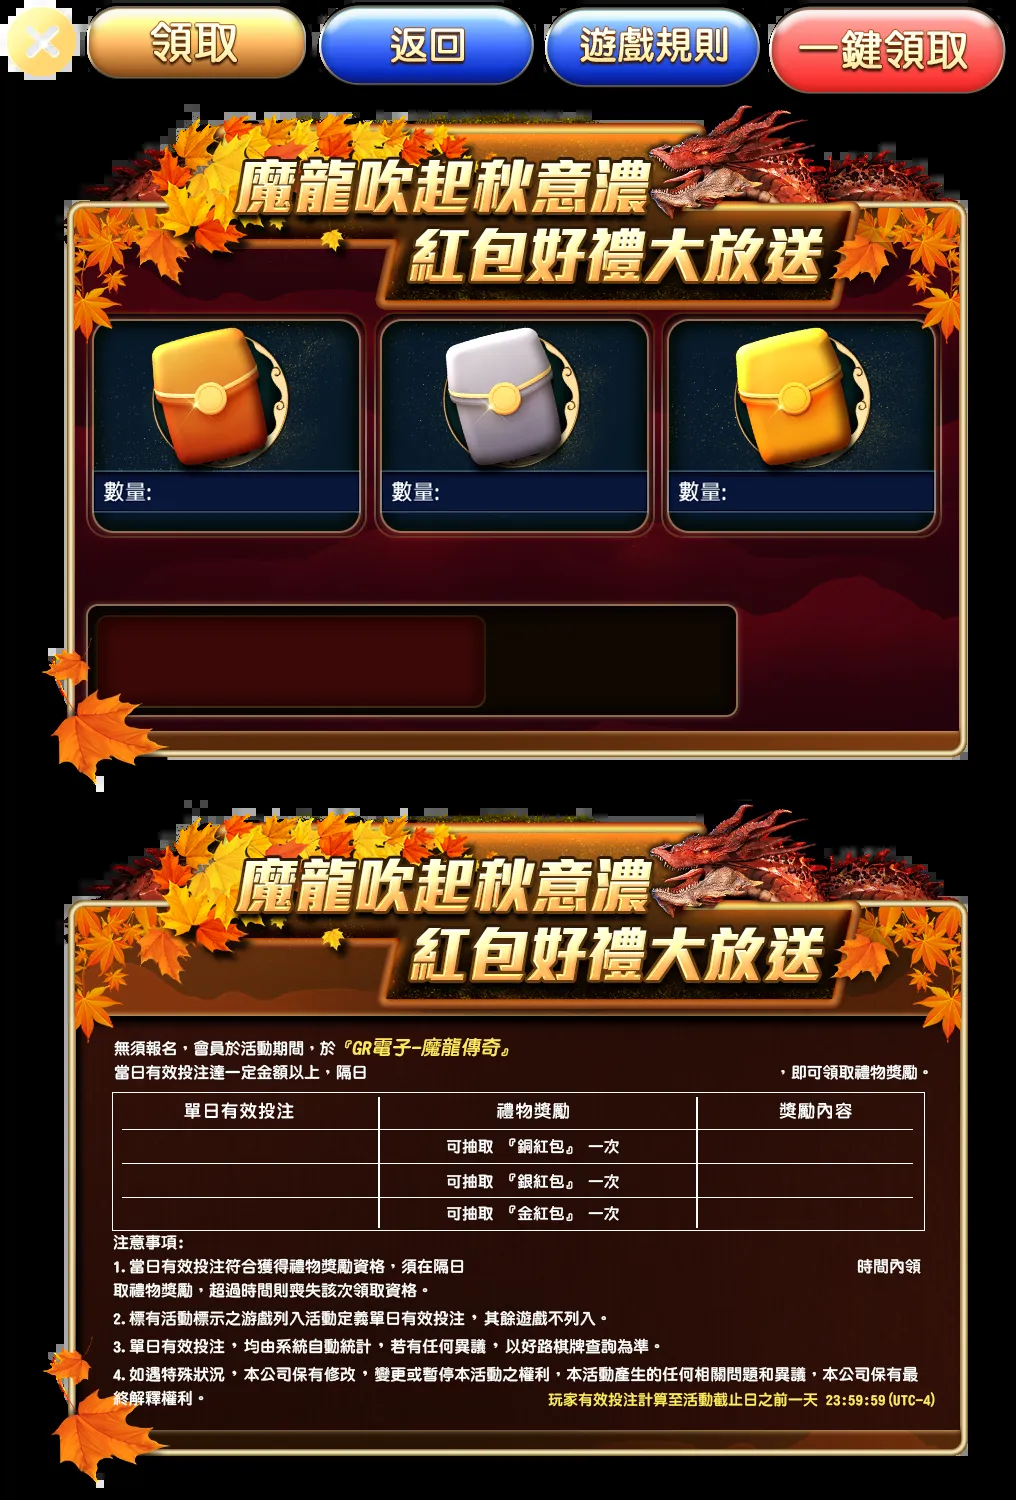 領取
返回
遊戲規則
一鍵領取
魔龍吹起秋意濃
紅包好禮大放送
數量:
數量:
數量:
魔龍吹起秋意濃
紅包好禮大放送
無須報名，會員於活動期間，於『GR電子-魔龍傳奇』
當日有效投注達一定金額以上，隔日 ，即可領取禮物獎勵。
單日有效投注 禮物獎勵 獎勵內容
可抽取 『銅紅包』 一次
可抽取 『銀紅包』 一次
可抽取 『金紅包』 一次
注意事項:
1.當日有效投注符合獲得禮物獎勵資格，須在隔日 時間內領
取禮物獎勵，超過時間則喪失該次領取資格。
2.標有活動標示之游戲列入活動定義單日有效投注，其餘遊戲不列入。
3.單日有效投注，均由系統自動統計，若有任何異議，以好路棋牌查詢為準。
4.如遇特殊狀況，本公司保有修改，變更或暫停本活動之權利，本活動產生的任何相關問題和異議，本公司保有最
終解釋權利。
玩家有效投注計算至活動截止日之前一天 23:59:59(UTC-4)